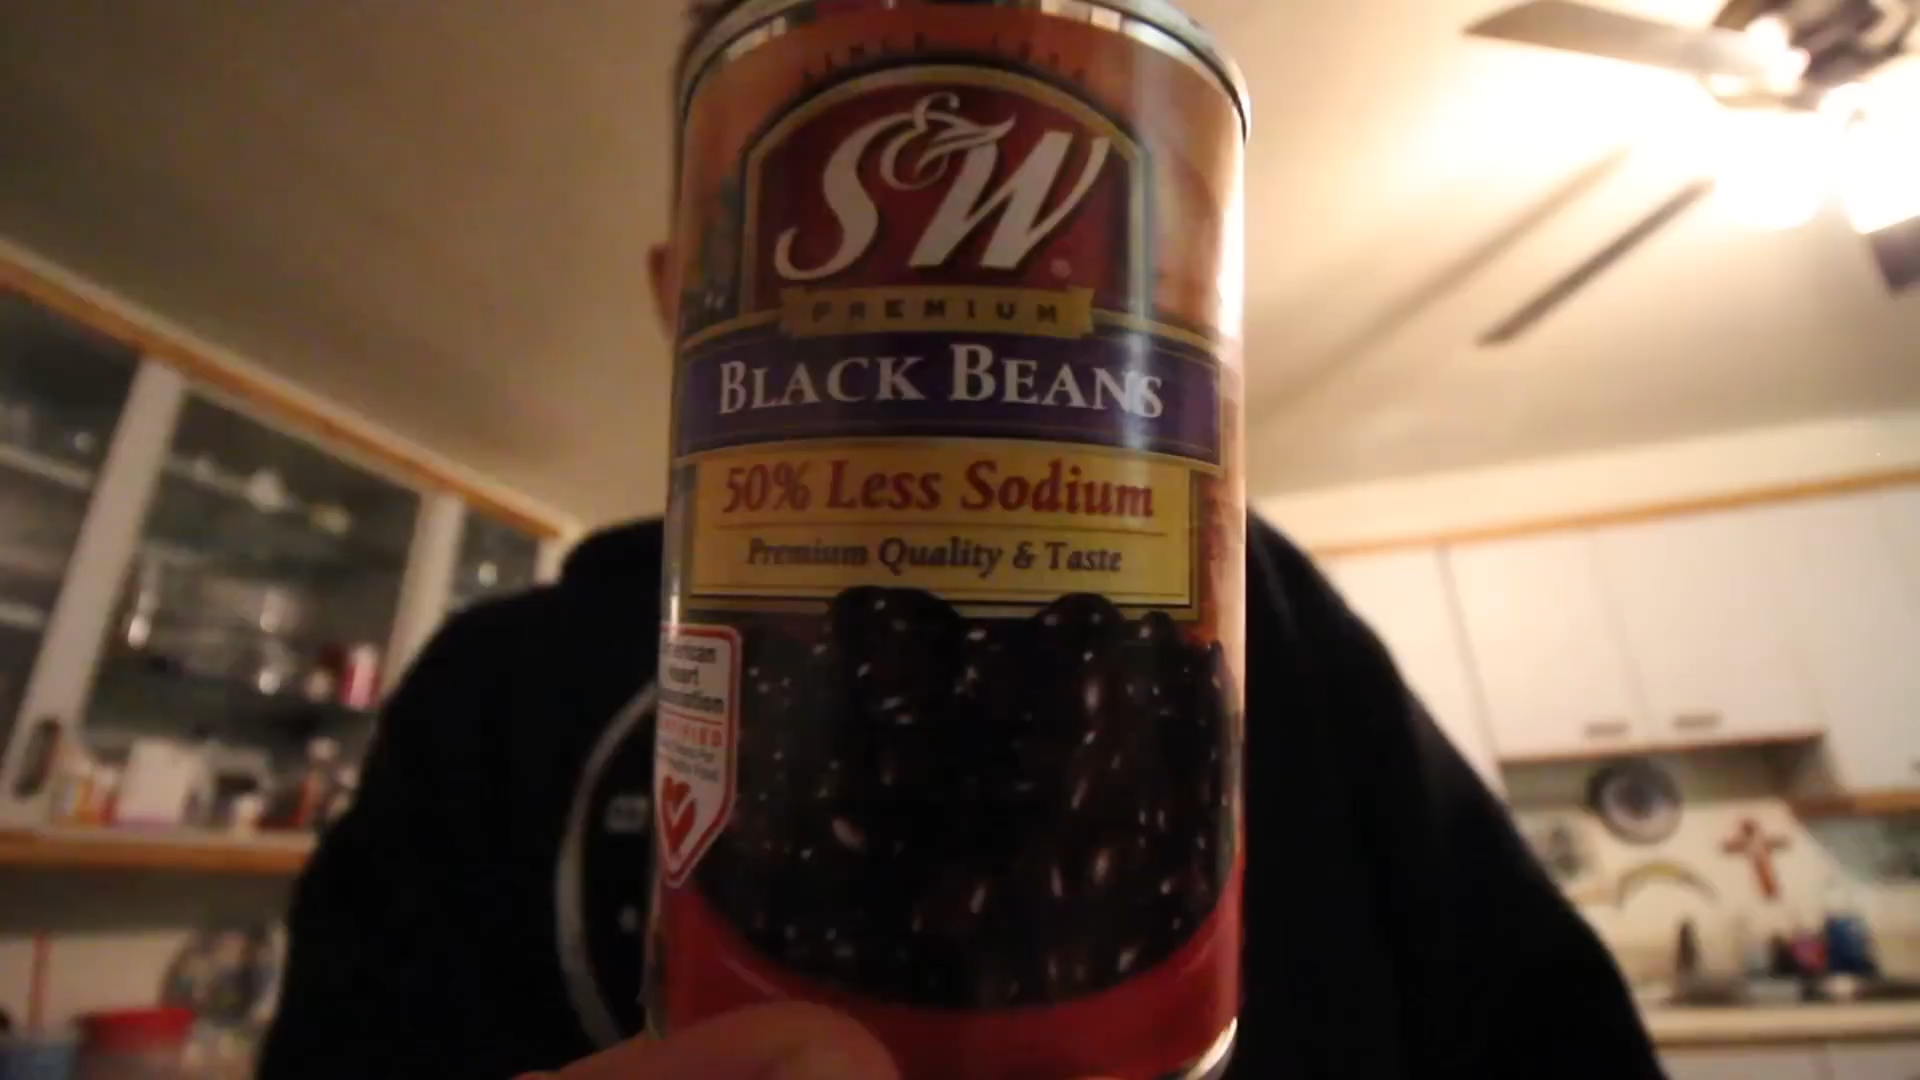 S&W
PREMIUM
BLACK BEANS
50% Less Sodium
Premium Quality & Taste